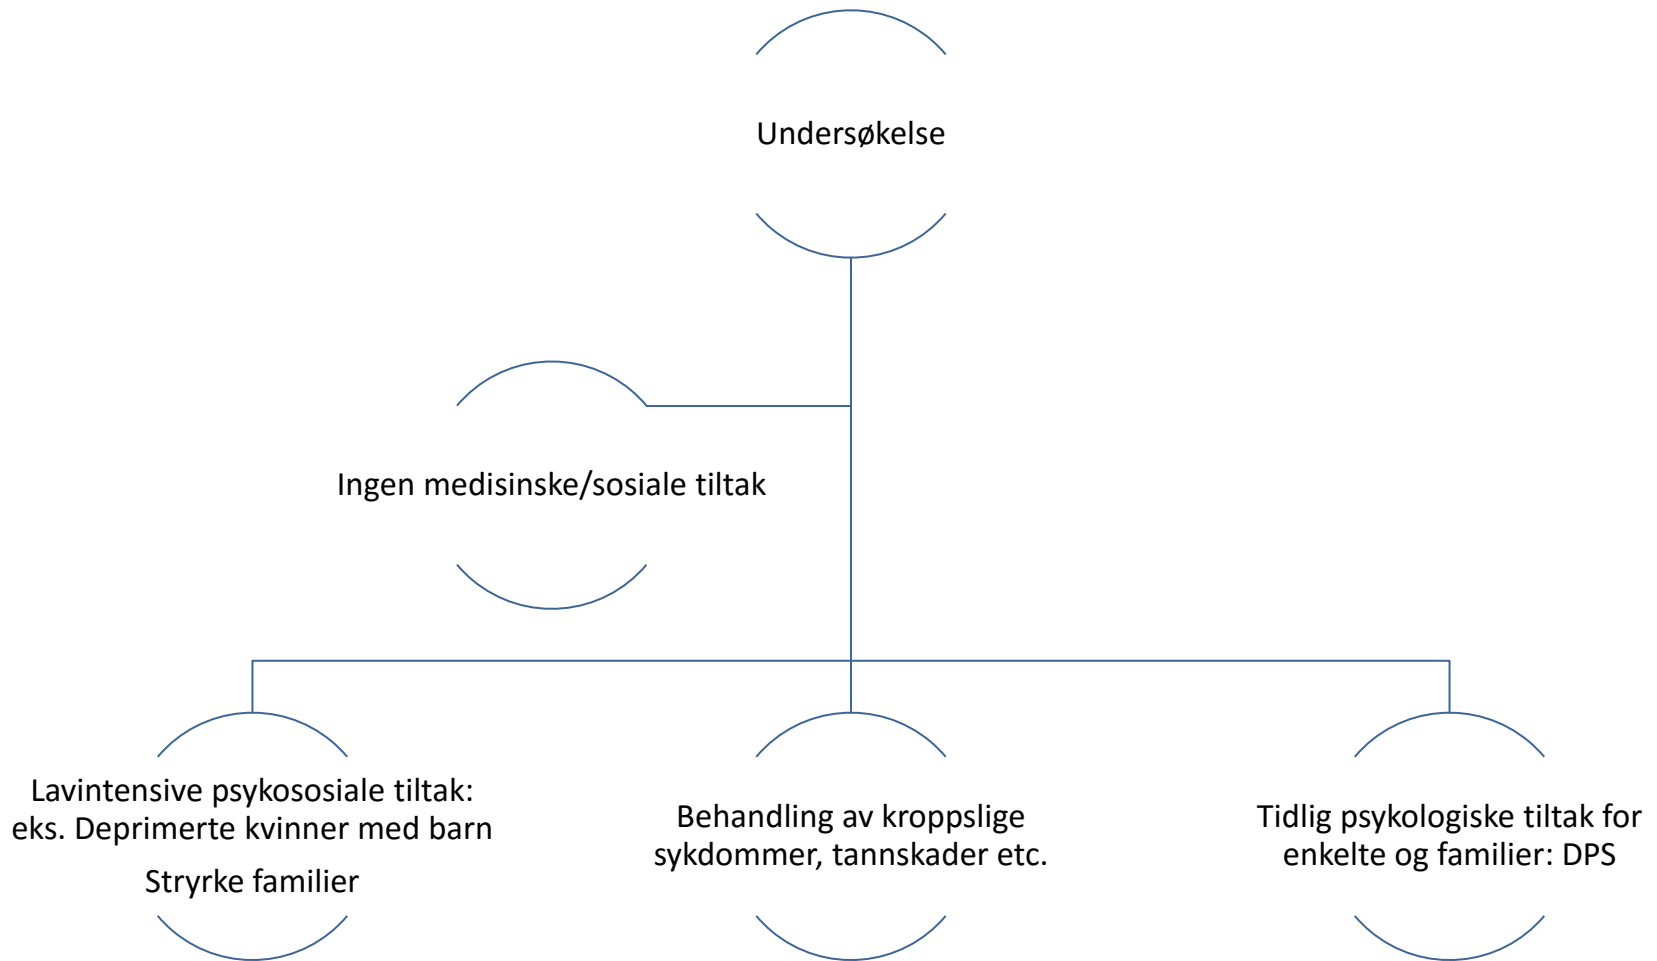 Undersøkelse
Ingen medisinske/sosiale tiltak
Lavintensive psykososiale tiltak:
eks. Deprimerte kvinner med barn
Stryrke familier
Behandling av kroppslige
sykdommer, tannskader etc.
Tidlig psykologiske tiltak for
enkelte og familier: DPS